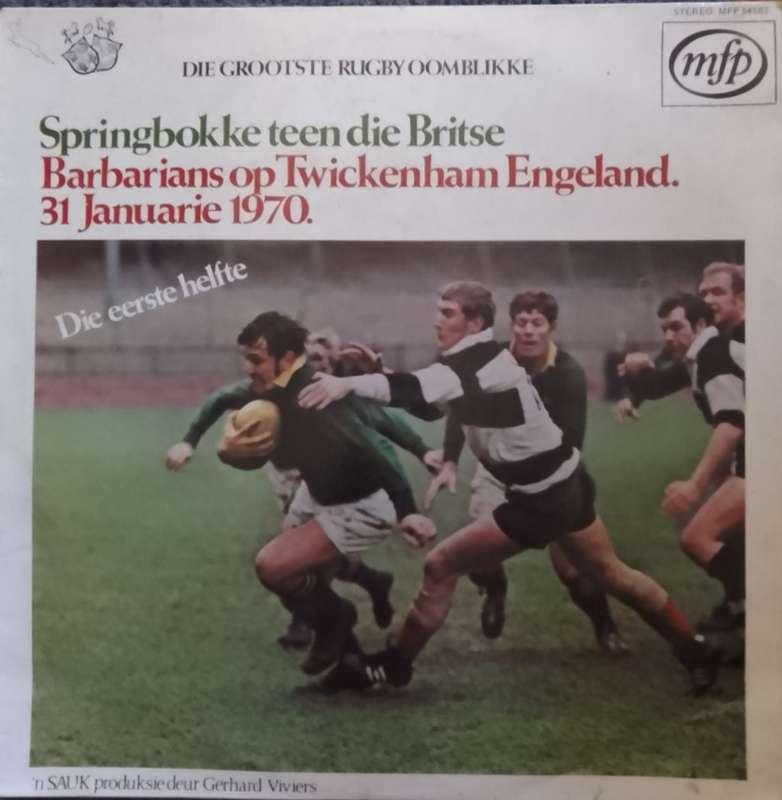 STEREO MFP 54582
mfp
DIE GROOTSTE RUGBY OOMBLIKKE
Springbokke teen die Britse
Barbarians op Twickenham Engeland.
31 Januarie 1970.
Die eerste helfte
'n SAUK produksie deur Gerhard Viviers